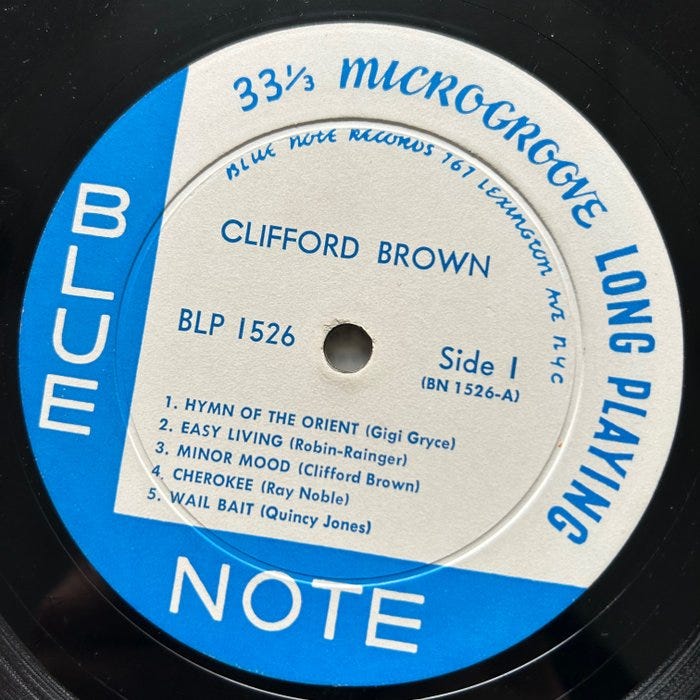 33⅓ MICROGROOVE LONG PLAYING
BLUE NOTE RECORDS 767 LEXINGTON AVE NYC
CLIFFORD BROWN
BLP 1526
Side 1
(BN 1526-A)
1. HYMN OF THE ORIENT (Gigi Gryce)
2. EASY LIVING (Robin-Rainger)
3. MINOR MOOD (Clifford Brown)
4. CHEROKEE (Ray Noble)
5. WAIL BAIT (Quincy Jones)
BLUE
NOTE